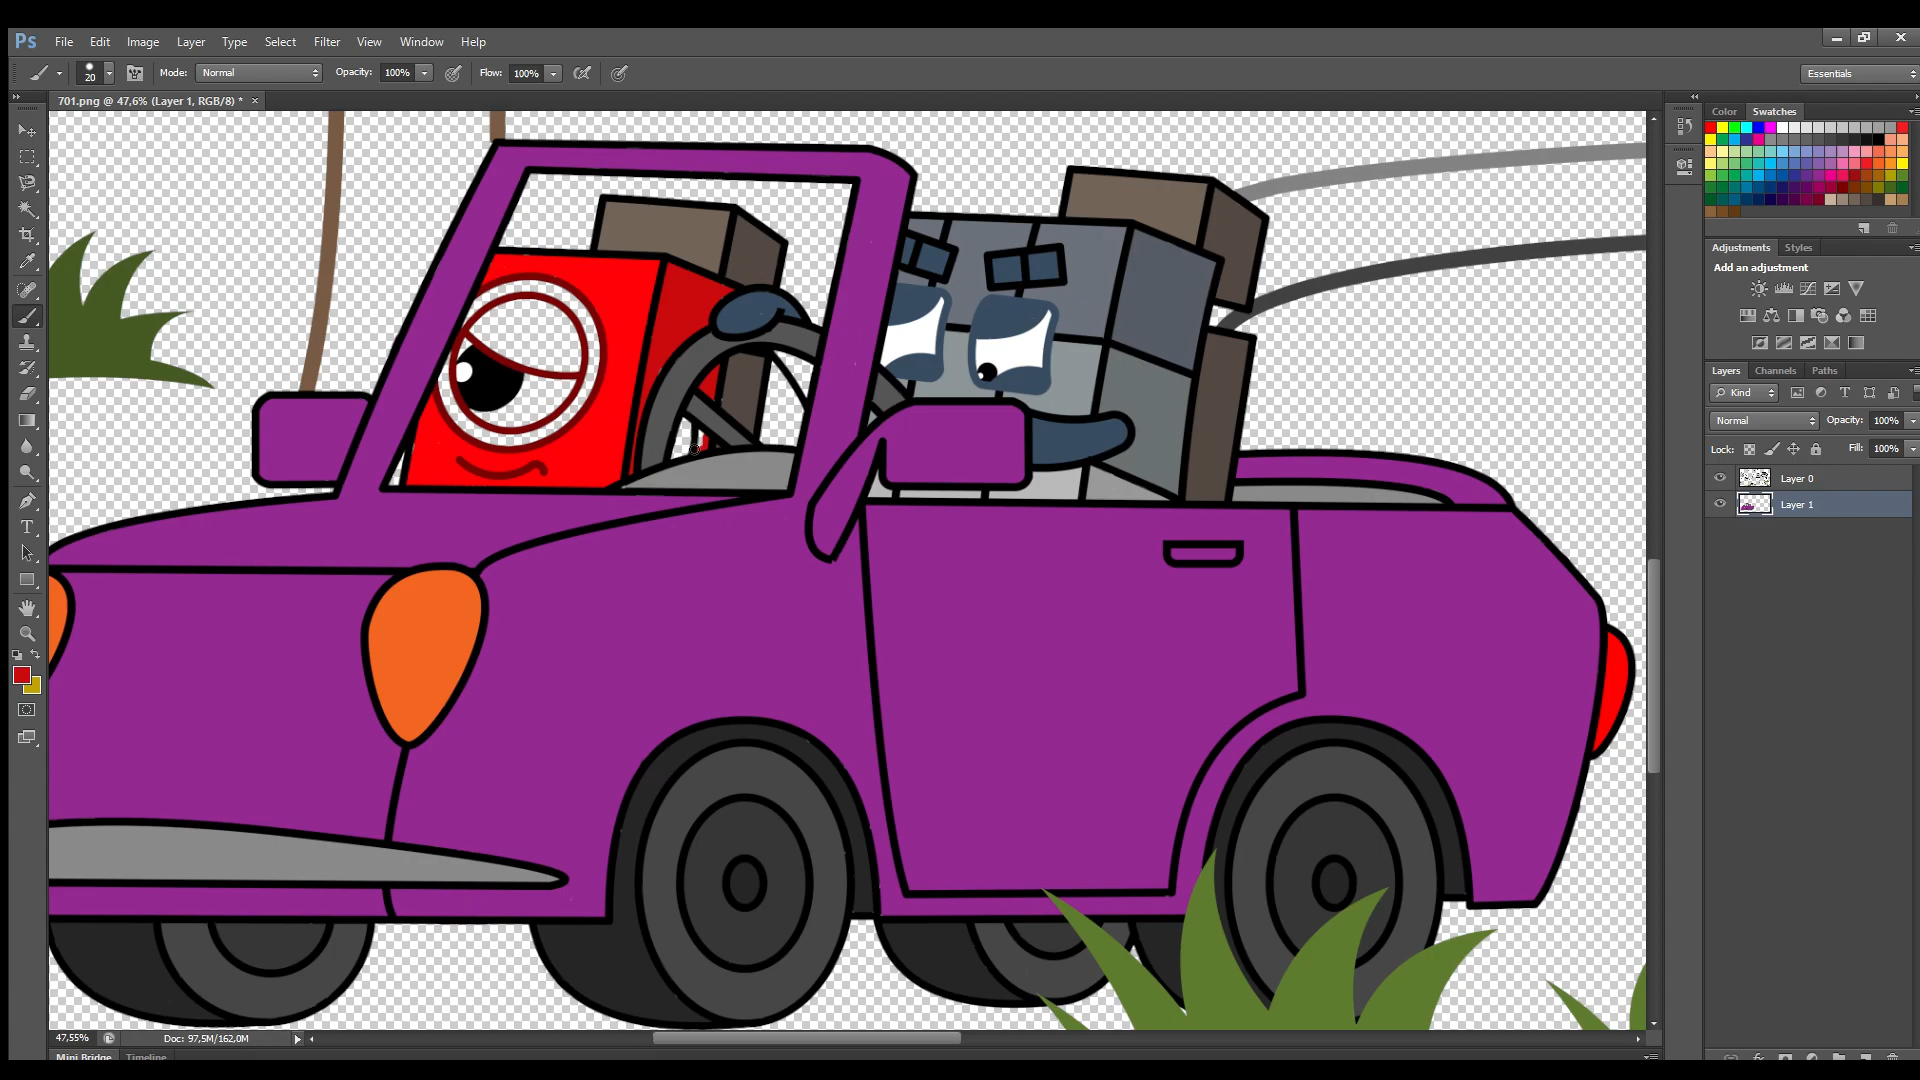 Ps File Edit Image Layer Type Select Filter View Window Help
20 Mode: Normal Opacity: 100% Flow: 100% Essentials
701.png @ 47,6% (Layer 1, RGB/8) * ×
Color Swatches
Adjustments Styles
Add an adjustment
Layers Channels Paths
Kind
Normal Opacity: 100%
Lock: Fill: 100%
Layer 0
Layer 1
T
47,55% Doc: 97,5M/162,0M
Mini Bridge Timeline